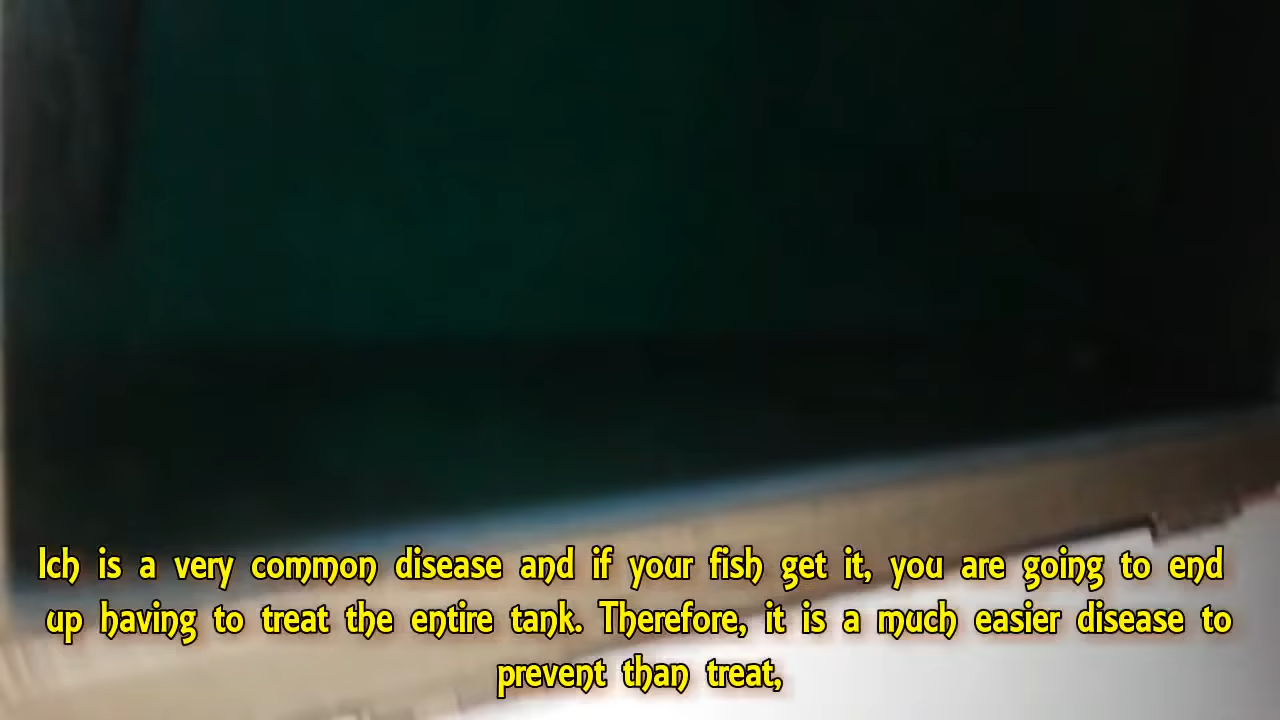 Ich is a very common disease and if your fish get it, you are going to end
up having to treat the entire tank. Therefore, it is a much easier disease to
prevent than treat,